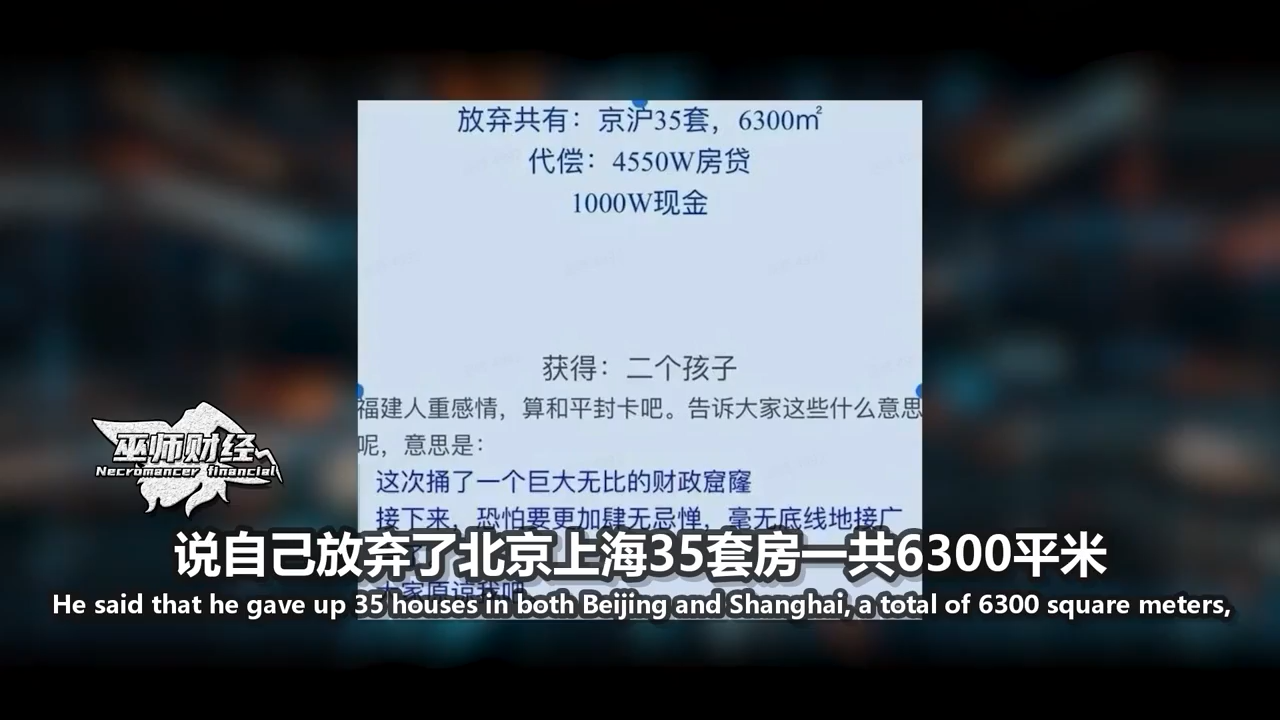 放弃共有：京沪35套，6300㎡
代偿：4550W房贷
1000W现金
获得：二个孩子
福建人重感情，算和平封卡吧。告诉大家这些什么意思
呢，意思是：
这次捅了一个巨大无比的财政窟窿
接下来，恐怕要更加肆无忌惮，毫无底线地接广
大家原谅我吧
巫师财经
Necromancer financial
说自己放弃了北京上海35套房一共6300平米
He said that he gave up 35 houses in both Beijing and Shanghai, a total of 6300 square meters,